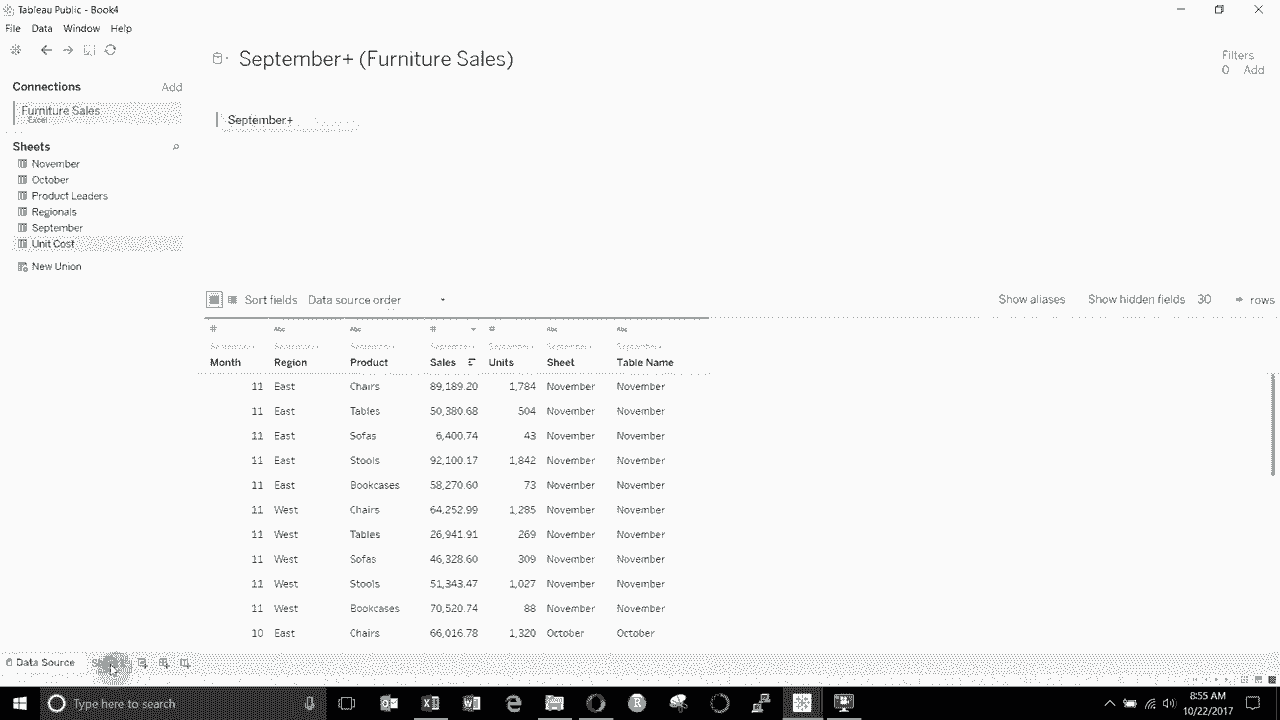 Tableau Public - Book4
File Data Window Help
September+ (Furniture Sales)
Filters
0 Add
Connections Add
Furniture Sales
Excel
September+
Sheets
November
October
Product Leaders
Regionals
September
Unit Cost
New Union
Sort fields Data source order Show aliases Show hidden fields 30 rows
# Abc Abc # # Abc Abc
Month Region Product Sales Units Sheet Table Name
11 East Chairs 89,189.20 1,784 November November
11 East Tables 50,380.68 504 November November
11 East Sofas 6,400.74 43 November November
11 East Stools 92,100.17 1,842 November November
11 East Bookcases 58,270.60 73 November November
11 West Chairs 64,252.99 1,285 November November
11 West Tables 26,941.91 269 November November
11 West Sofas 46,328.60 309 November November
11 West Stools 51,343.47 1,027 November November
11 West Bookcases 70,520.74 88 November November
10 East Chairs 66,016.78 1,320 October October
Data Source
Type here to search
8:55 AM
10/22/2017